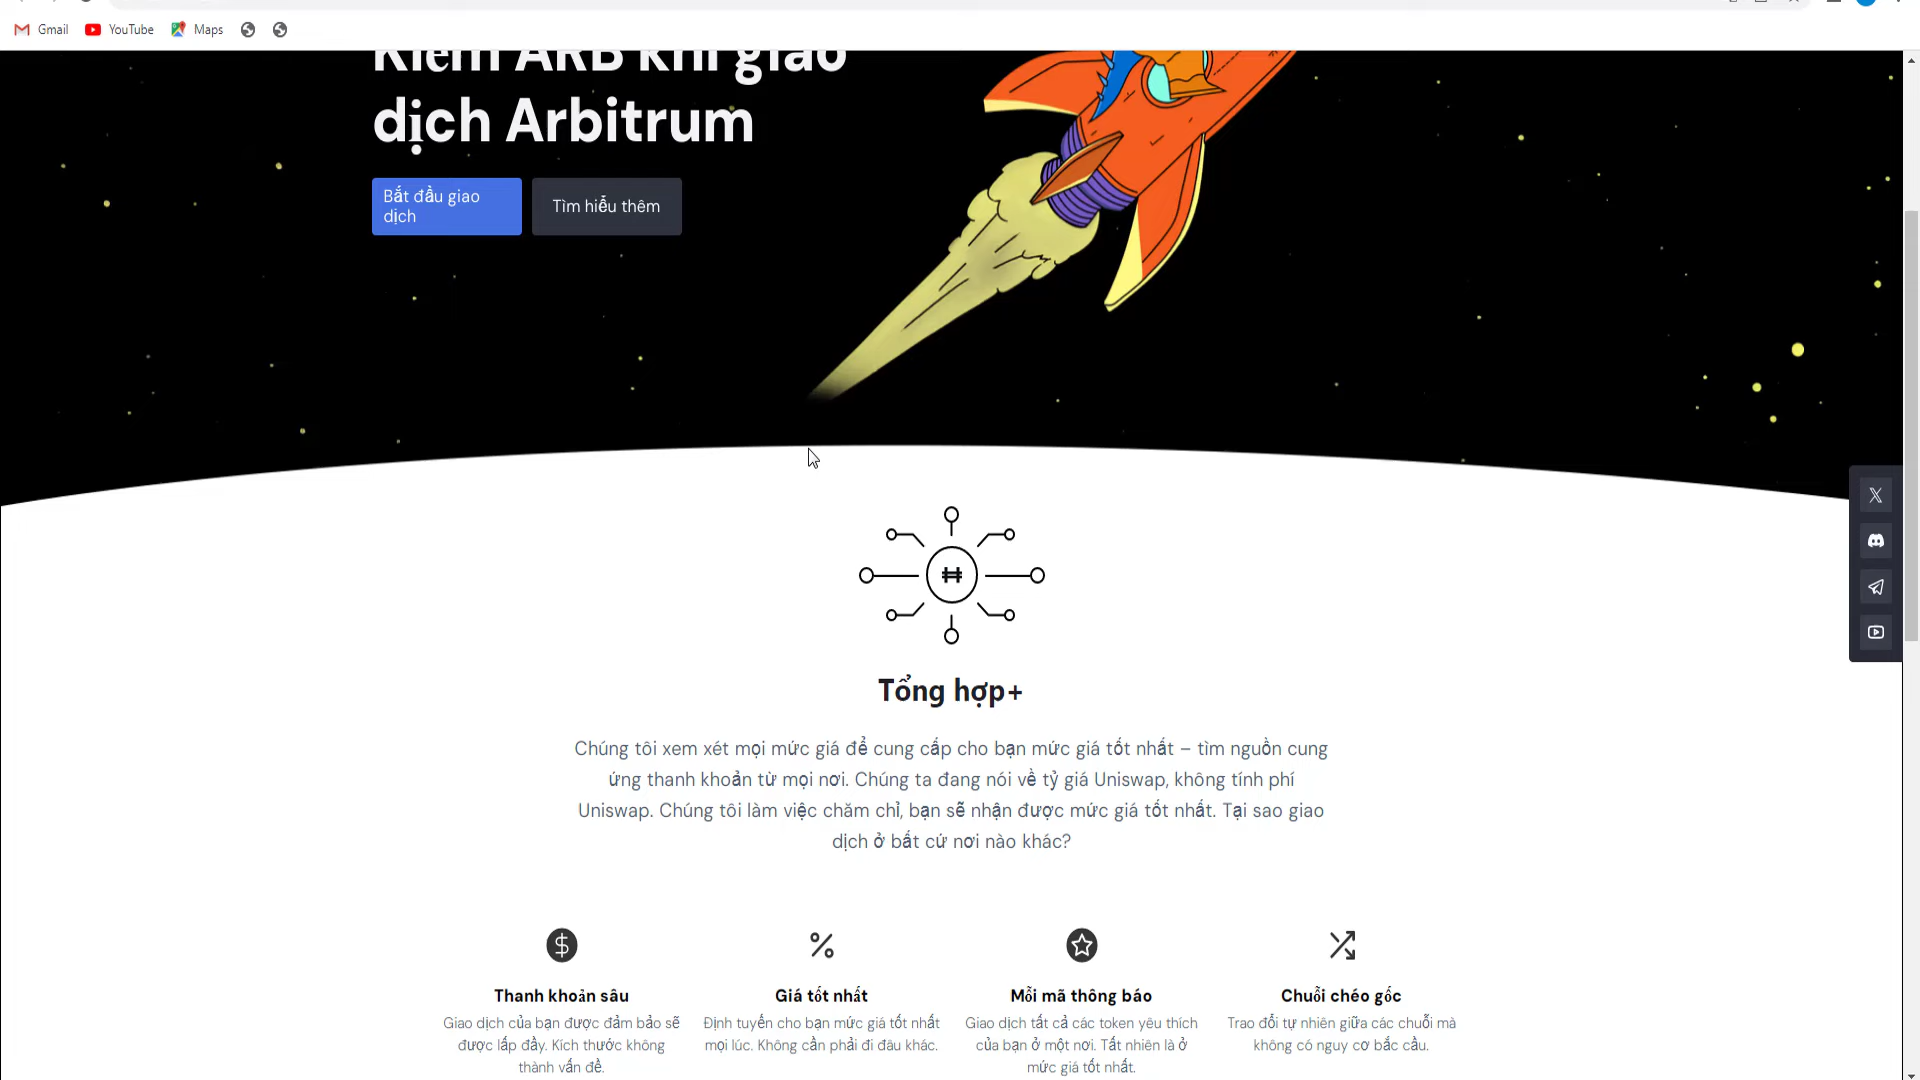 Gmail YouTube Maps
Kiếm ARB khi giao
dịch Arbitrum
Bắt đầu giao
dịch
Tìm hiểu thêm
Tổng hợp+
Chúng tôi xem xét mọi mức giá để cung cấp cho bạn mức giá tốt nhất – tìm nguồn cung
ứng thanh khoản từ mọi nơi. Chúng ta đang nói về tỷ giá Uniswap, không tính phí
Uniswap. Chúng tôi làm việc chăm chỉ, bạn sẽ nhận được mức giá tốt nhất. Tại sao giao
dịch ở bất cứ nơi nào khác?
Thanh khoản sâu
Giao dịch của bạn được đảm bảo sẽ
được lấp đầy. Kích thước không
thành vấn đề.
Giá tốt nhất
Định tuyến cho bạn mức giá tốt nhất
mọi lúc. Không cần phải đi đâu khác.
Mỗi mã thông báo
Giao dịch tất cả các token yêu thích
của bạn ở một nơi. Tất nhiên là ở
mức giá tốt nhất.
Chuỗi chéo gốc
Trao đổi tự nhiên giữa các chuỗi mà
không có nguy cơ bắc cầu.